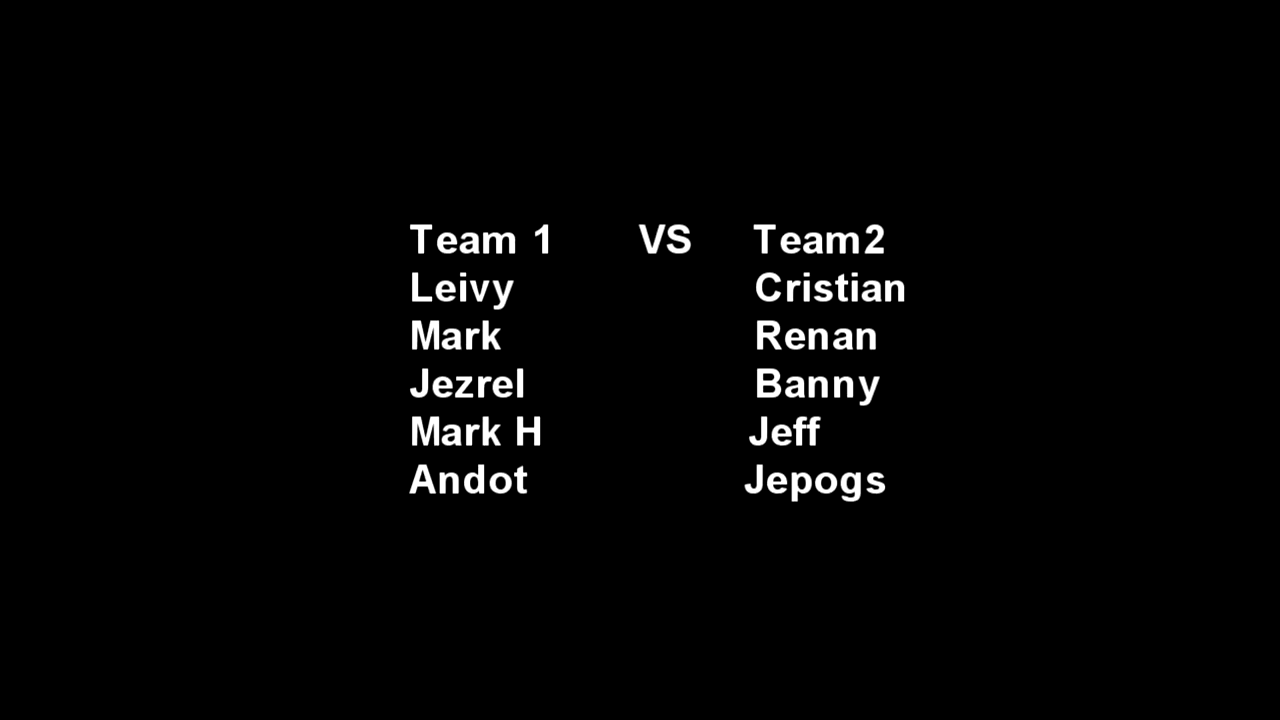 Team 1 VS Team2
Leivy Cristian
Mark Renan
Jezrel Banny
Mark H Jeff
Andot Jepogs